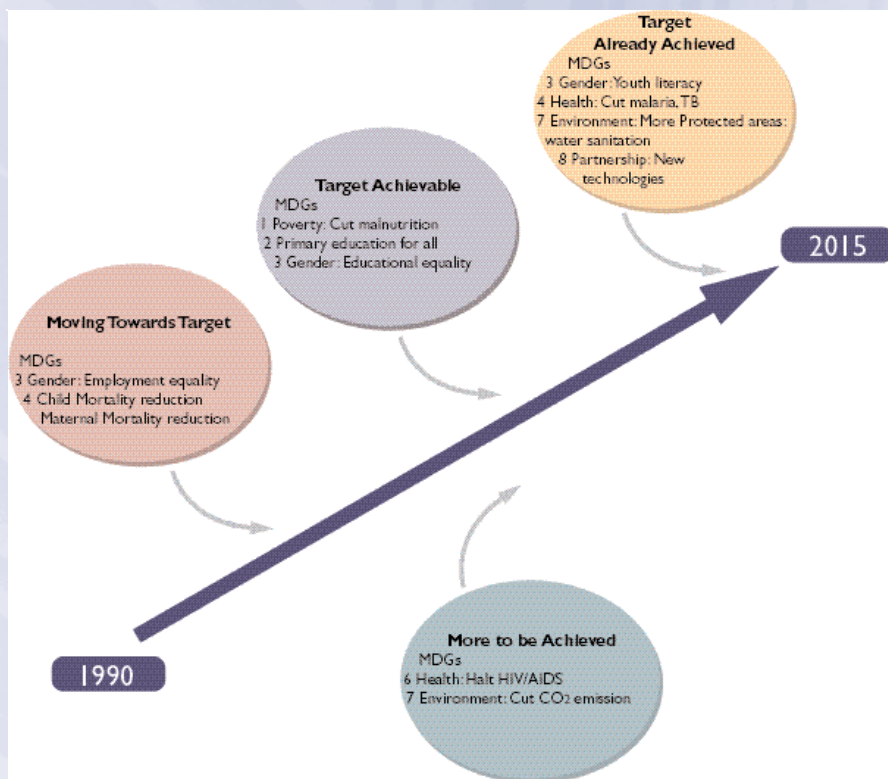 Target
Already Achieved
MDGs
3 Gender: Youth literacy
4 Health: Cut malaria, TB
7 Environment: More Protected areas:
water sanitation
8 Partnership: New
technologies
2015
Target Achievable
MDGs
1 Poverty: Cut malnutrition
2 Primary education for all
3 Gender: Educational equality
Moving Towards Target
MDGs
3 Gender: Employment equality
4 Child Mortality reduction
Maternal Mortality reduction
More to be Achieved
MDGs
6 Health: Halt HIV/AIDS
7 Environment: Cut CO2 emission
1990